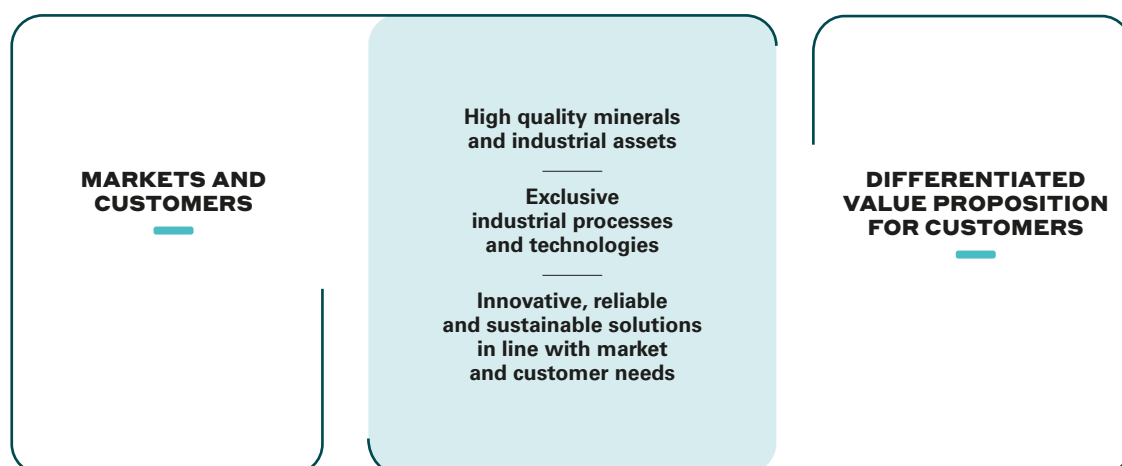 MARKETS AND
CUSTOMERS
High quality minerals
and industrial assets
Exclusive
industrial processes
and technologies
Innovative, reliable
and sustainable solutions
in line with market
and customer needs
DIFFERENTIATED
VALUE PROPOSITION
FOR CUSTOMERS